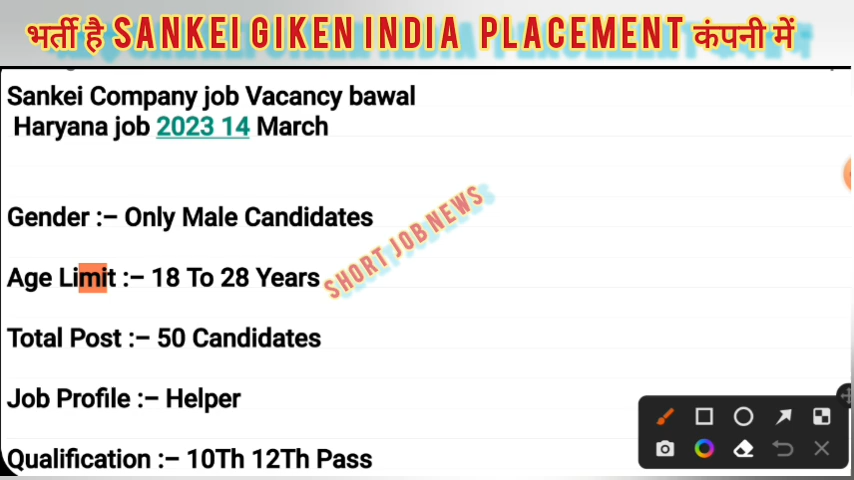 भर्ती है SANKEI GIKEN INDIA PLACEMENT कंपनी में
Sankei Company job Vacancy bawal
Haryana job 2023 14 March
Gender :– Only Male Candidates
SHORT JOB NEWS
Age Limit :– 18 To 28 Years
Total Post :– 50 Candidates
Job Profile :– Helper
Qualification :– 10Th 12Th Pass